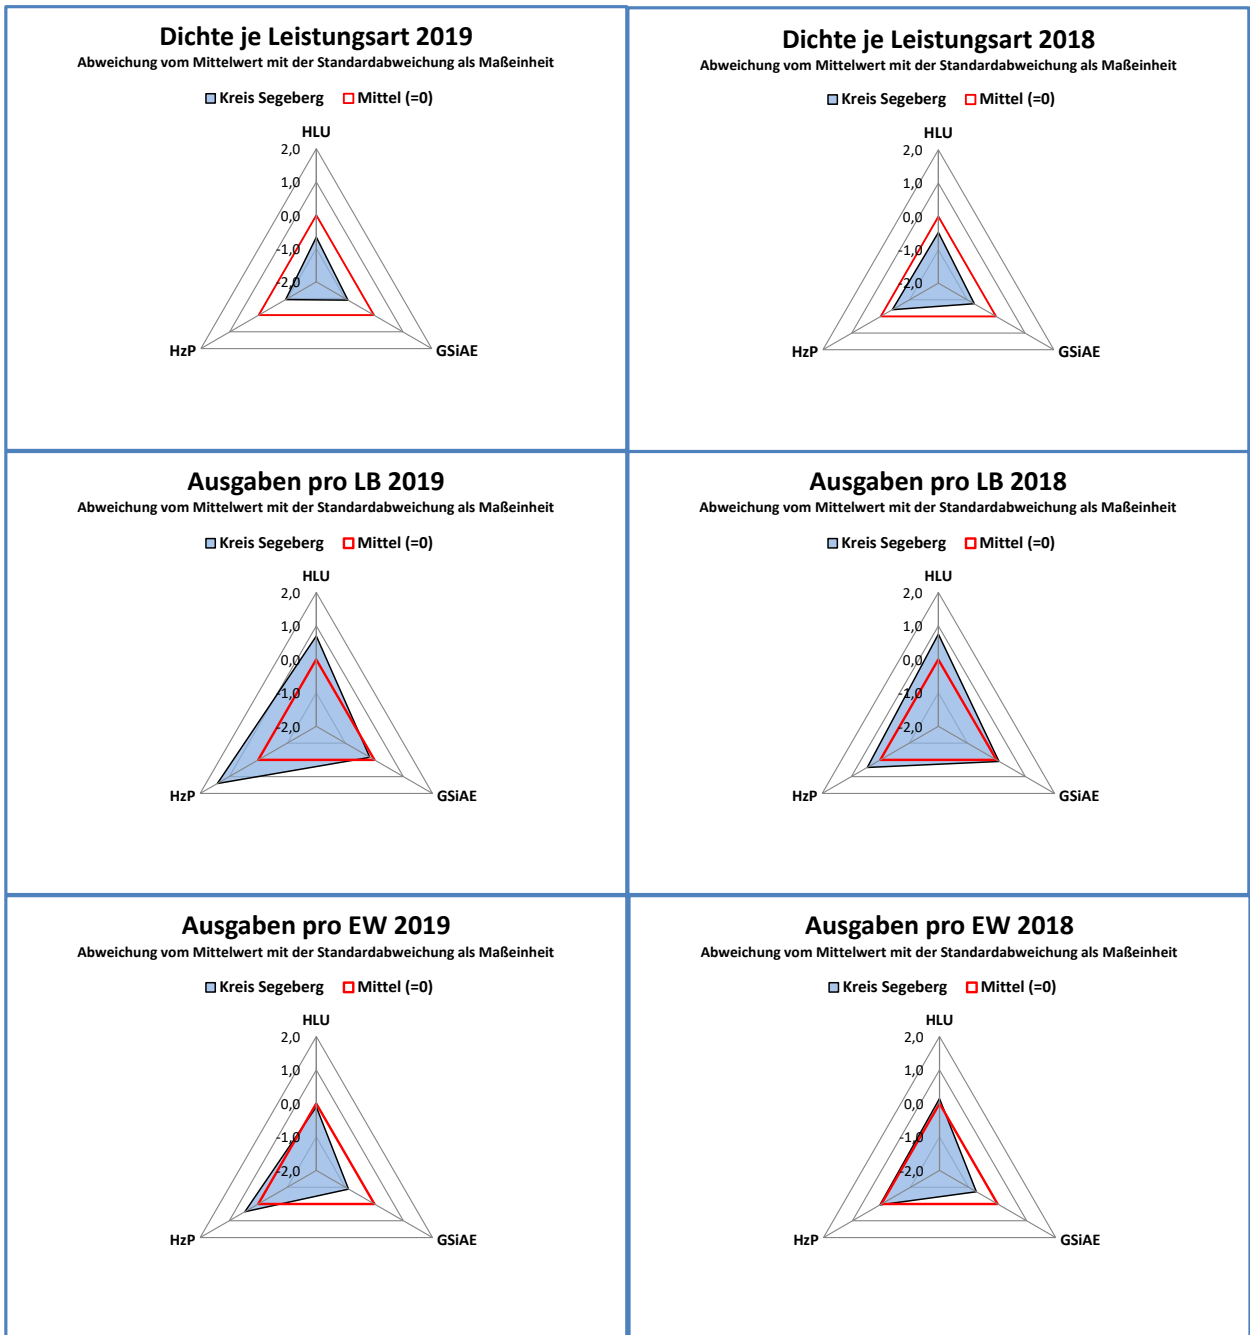 Dichte je Leistungsart 2019
Abweichung vom Mittelwert mit der Standardabweichung als Maßeinheit
Kreis Segeberg Mittel (=0)
HLU
2,0
1,0
0,0
-1,0
-2,0
HzP
GSiAE
Dichte je Leistungsart 2018
Abweichung vom Mittelwert mit der Standardabweichung als Maßeinheit
Kreis Segeberg Mittel (=0)
HLU
2,0
1,0
0,0
-1,0
-2,0
HzP
GSiAE
Ausgaben pro LB 2019
Abweichung vom Mittelwert mit der Standardabweichung als Maßeinheit
Kreis Segeberg Mittel (=0)
HLU
2,0
1,0
0,0
-1,0
-2,0
HzP
GSiAE
Ausgaben pro LB 2018
Abweichung vom Mittelwert mit der Standardabweichung als Maßeinheit
Kreis Segeberg Mittel (=0)
HLU
2,0
1,0
0,0
-1,0
-2,0
HzP
GSiAE
Ausgaben pro EW 2019
Abweichung vom Mittelwert mit der Standardabweichung als Maßeinheit
Kreis Segeberg Mittel (=0)
HLU
2,0
1,0
0,0
-1,0
-2,0
HzP
GSiAE
Ausgaben pro EW 2018
Abweichung vom Mittelwert mit der Standardabweichung als Maßeinheit
Kreis Segeberg Mittel (=0)
HLU
2,0
1,0
0,0
-1,0
-2,0
HzP
GSiAE